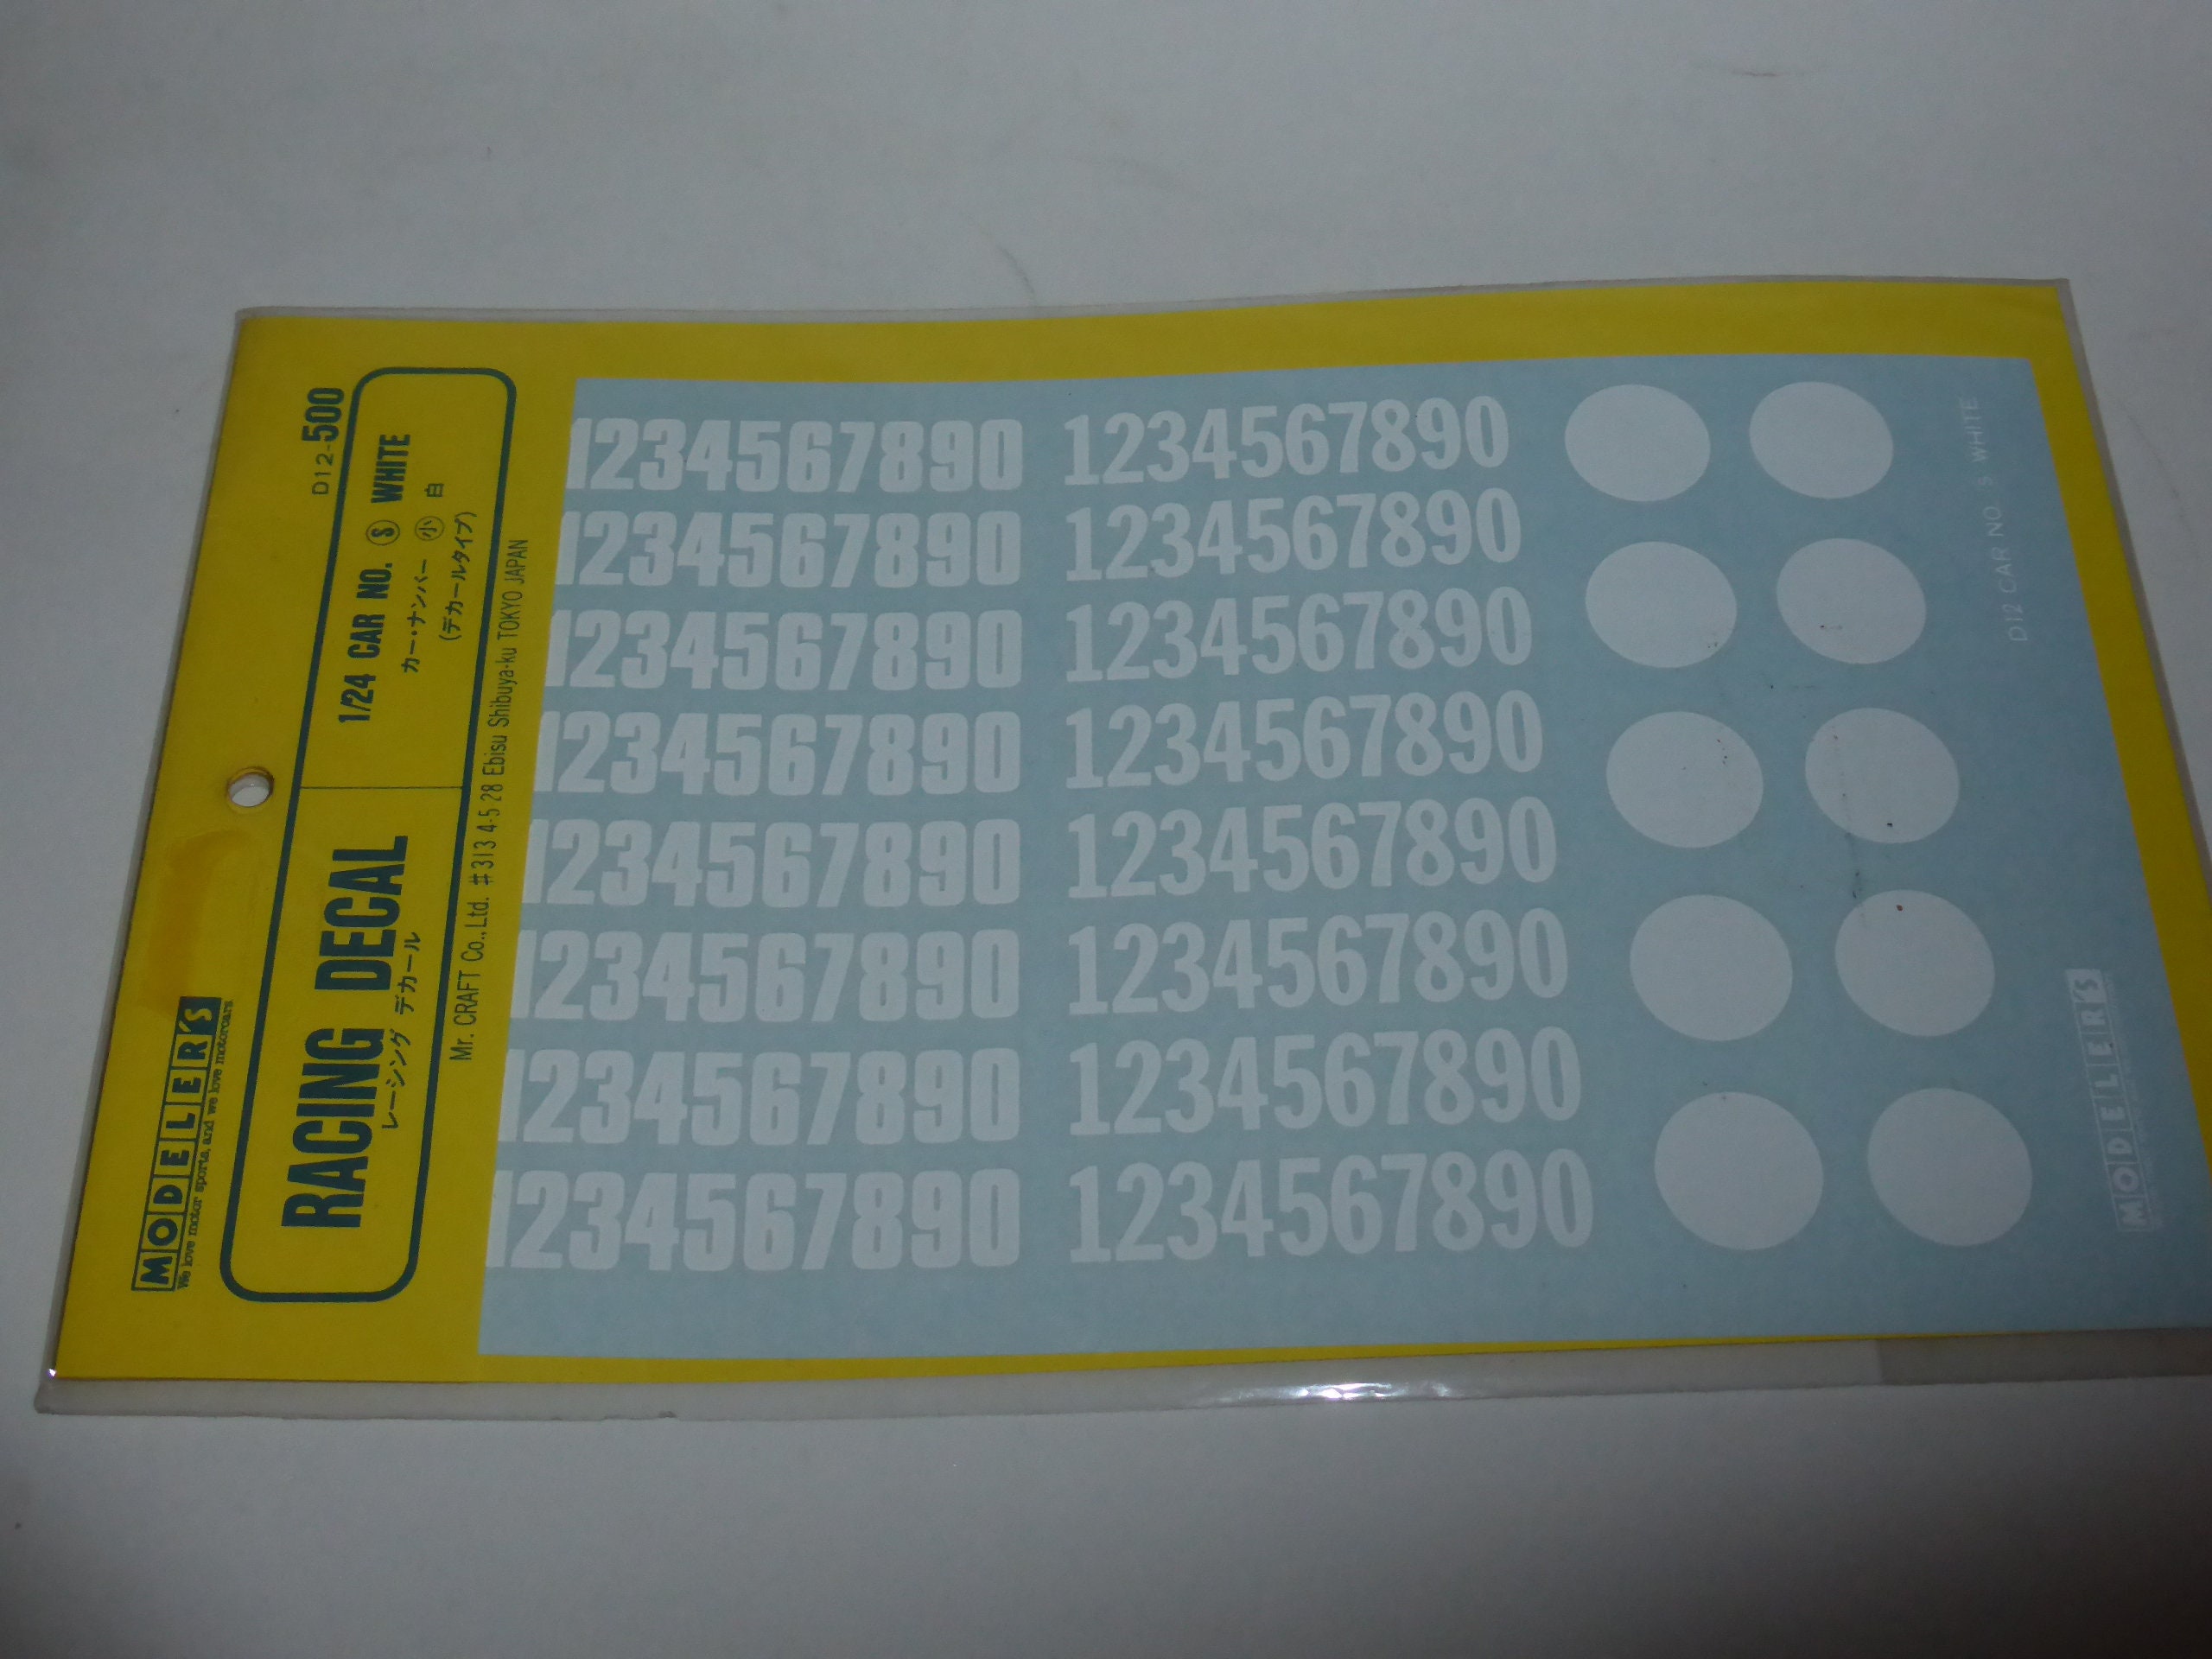 MODELER'S
We love motor sports, and we love motorcars
D12-500
RACING DECAL
レーシング デカール
1/24 CAR NO. Ⓢ WHITE
カー・ナンバー ㊥ 白
(デカールタイプ)
Mr. CRAFT Co.,Ltd. #313 4-5 28 Ebisu Shibuya-ku TOKYO JAPAN
1234567890 1234567890
1234567890 1234567890
1234567890 1234567890
1234567890 1234567890
1234567890 1234567890
1234567890 1234567890
1234567890 1234567890
1234567890 1234567890
D12 CAR NO. S WHITE
MODELER'S